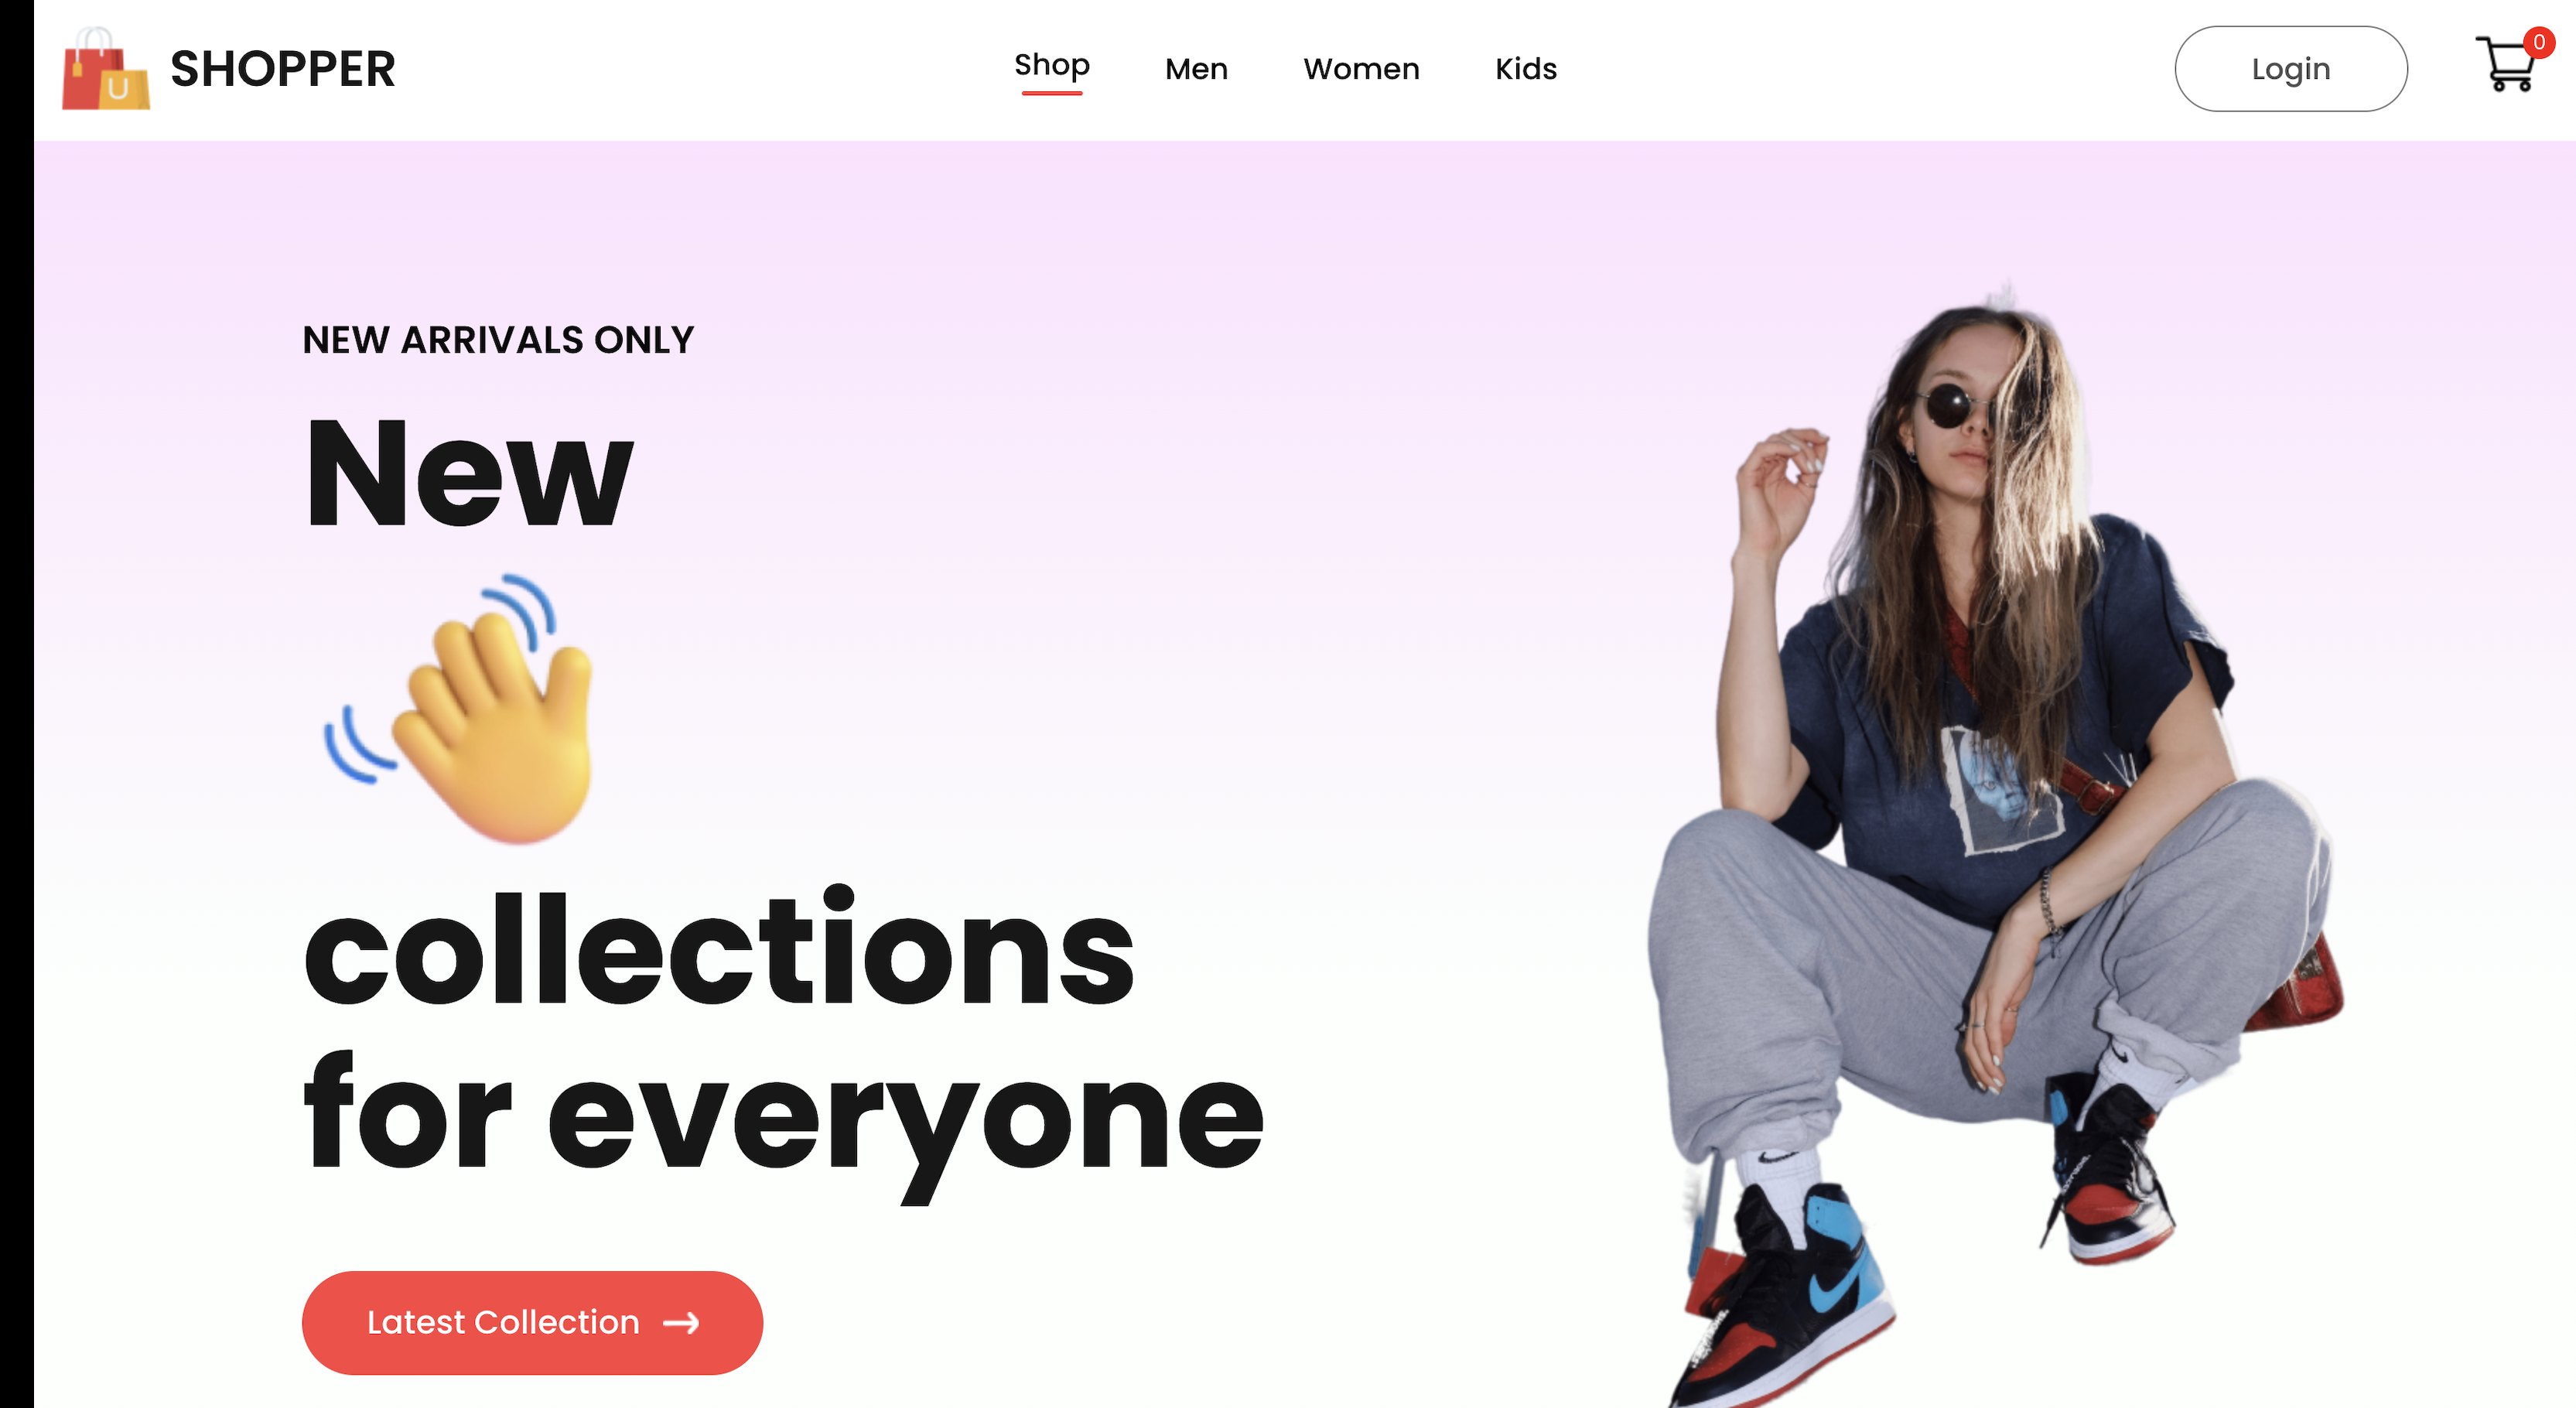 SHOPPER
Shop Men Women Kids
Login
0
NEW ARRIVALS ONLY
New
collections
for everyone
Latest Collection →